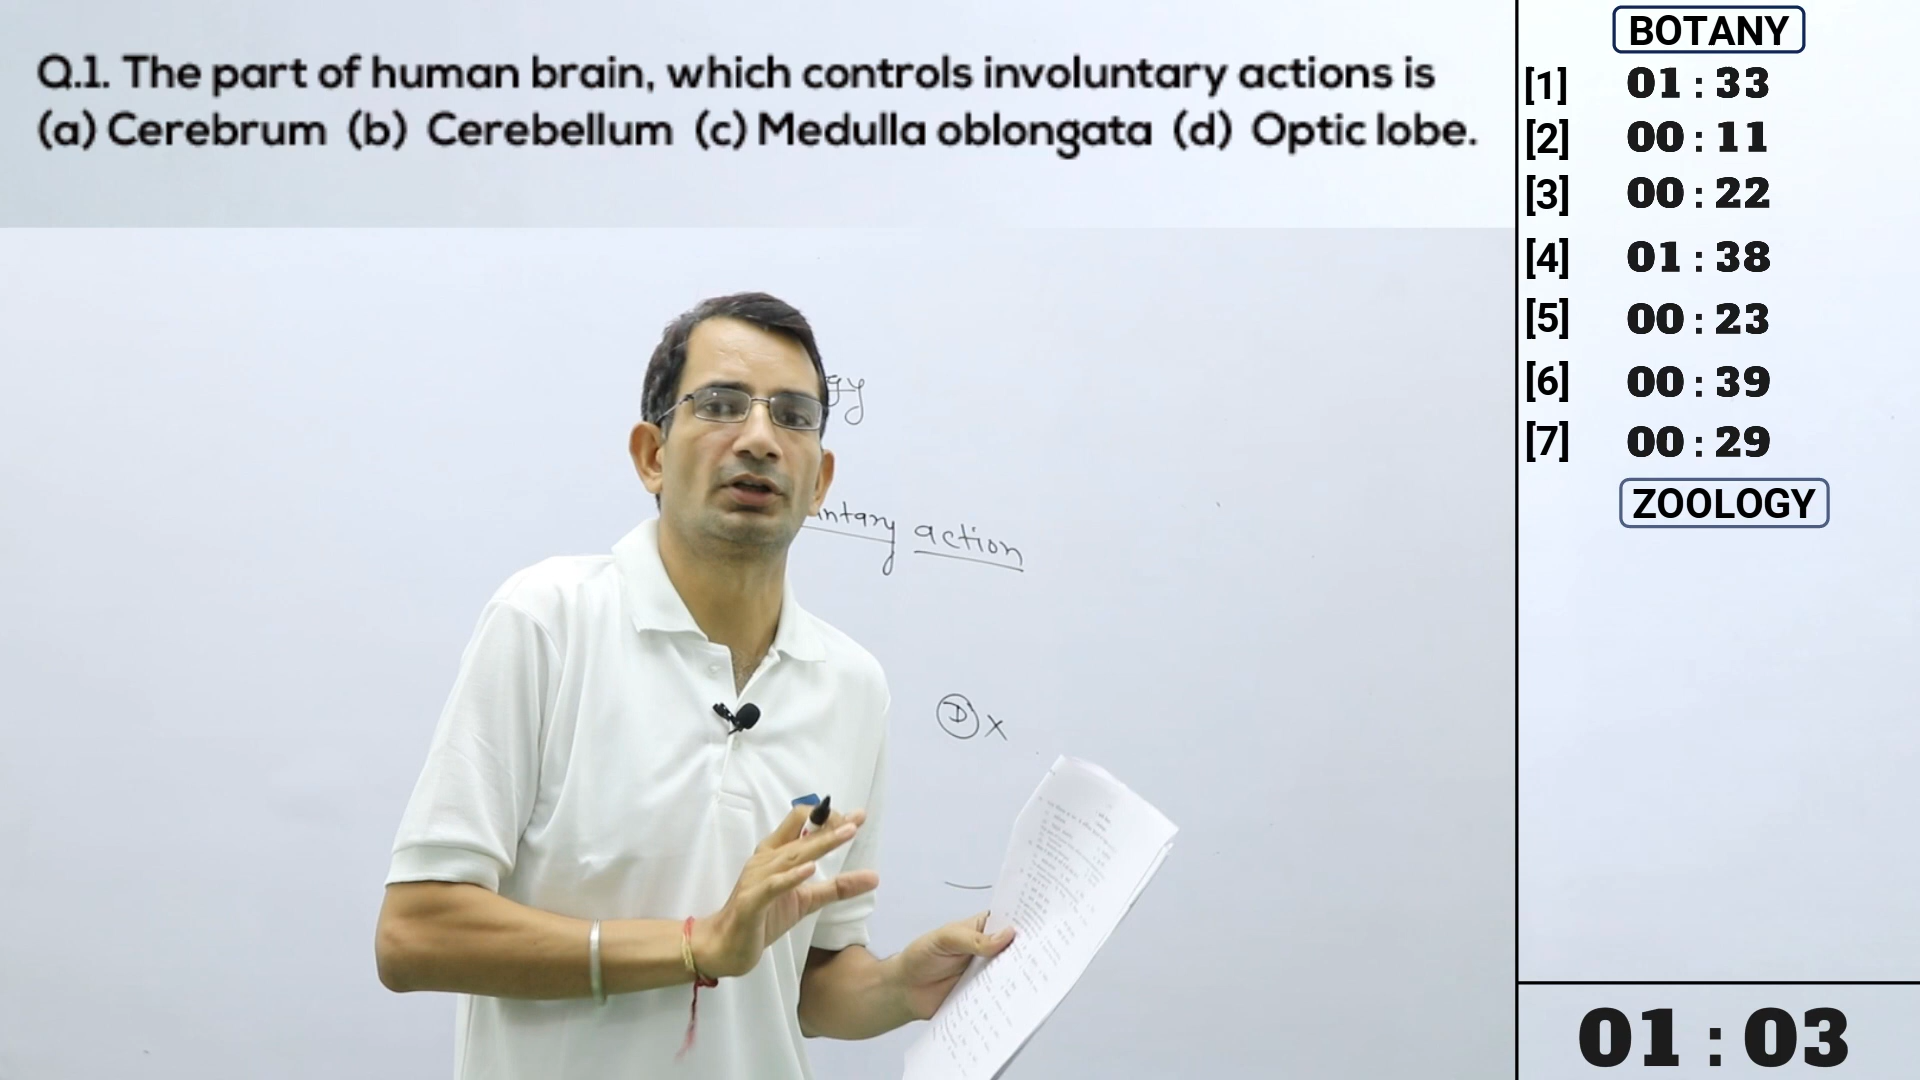 Q.1. The part of human brain, which controls involuntary actions is
(a) Cerebrum (b) Cerebellum (c) Medulla oblongata (d) Optic lobe.
gy
untary action
D X
BOTANY
[1] 01 : 33
[2] 00 : 11
[3] 00 : 22
[4] 01 : 38
[5] 00 : 23
[6] 00 : 39
[7] 00 : 29
ZOOLOGY
01 : 03